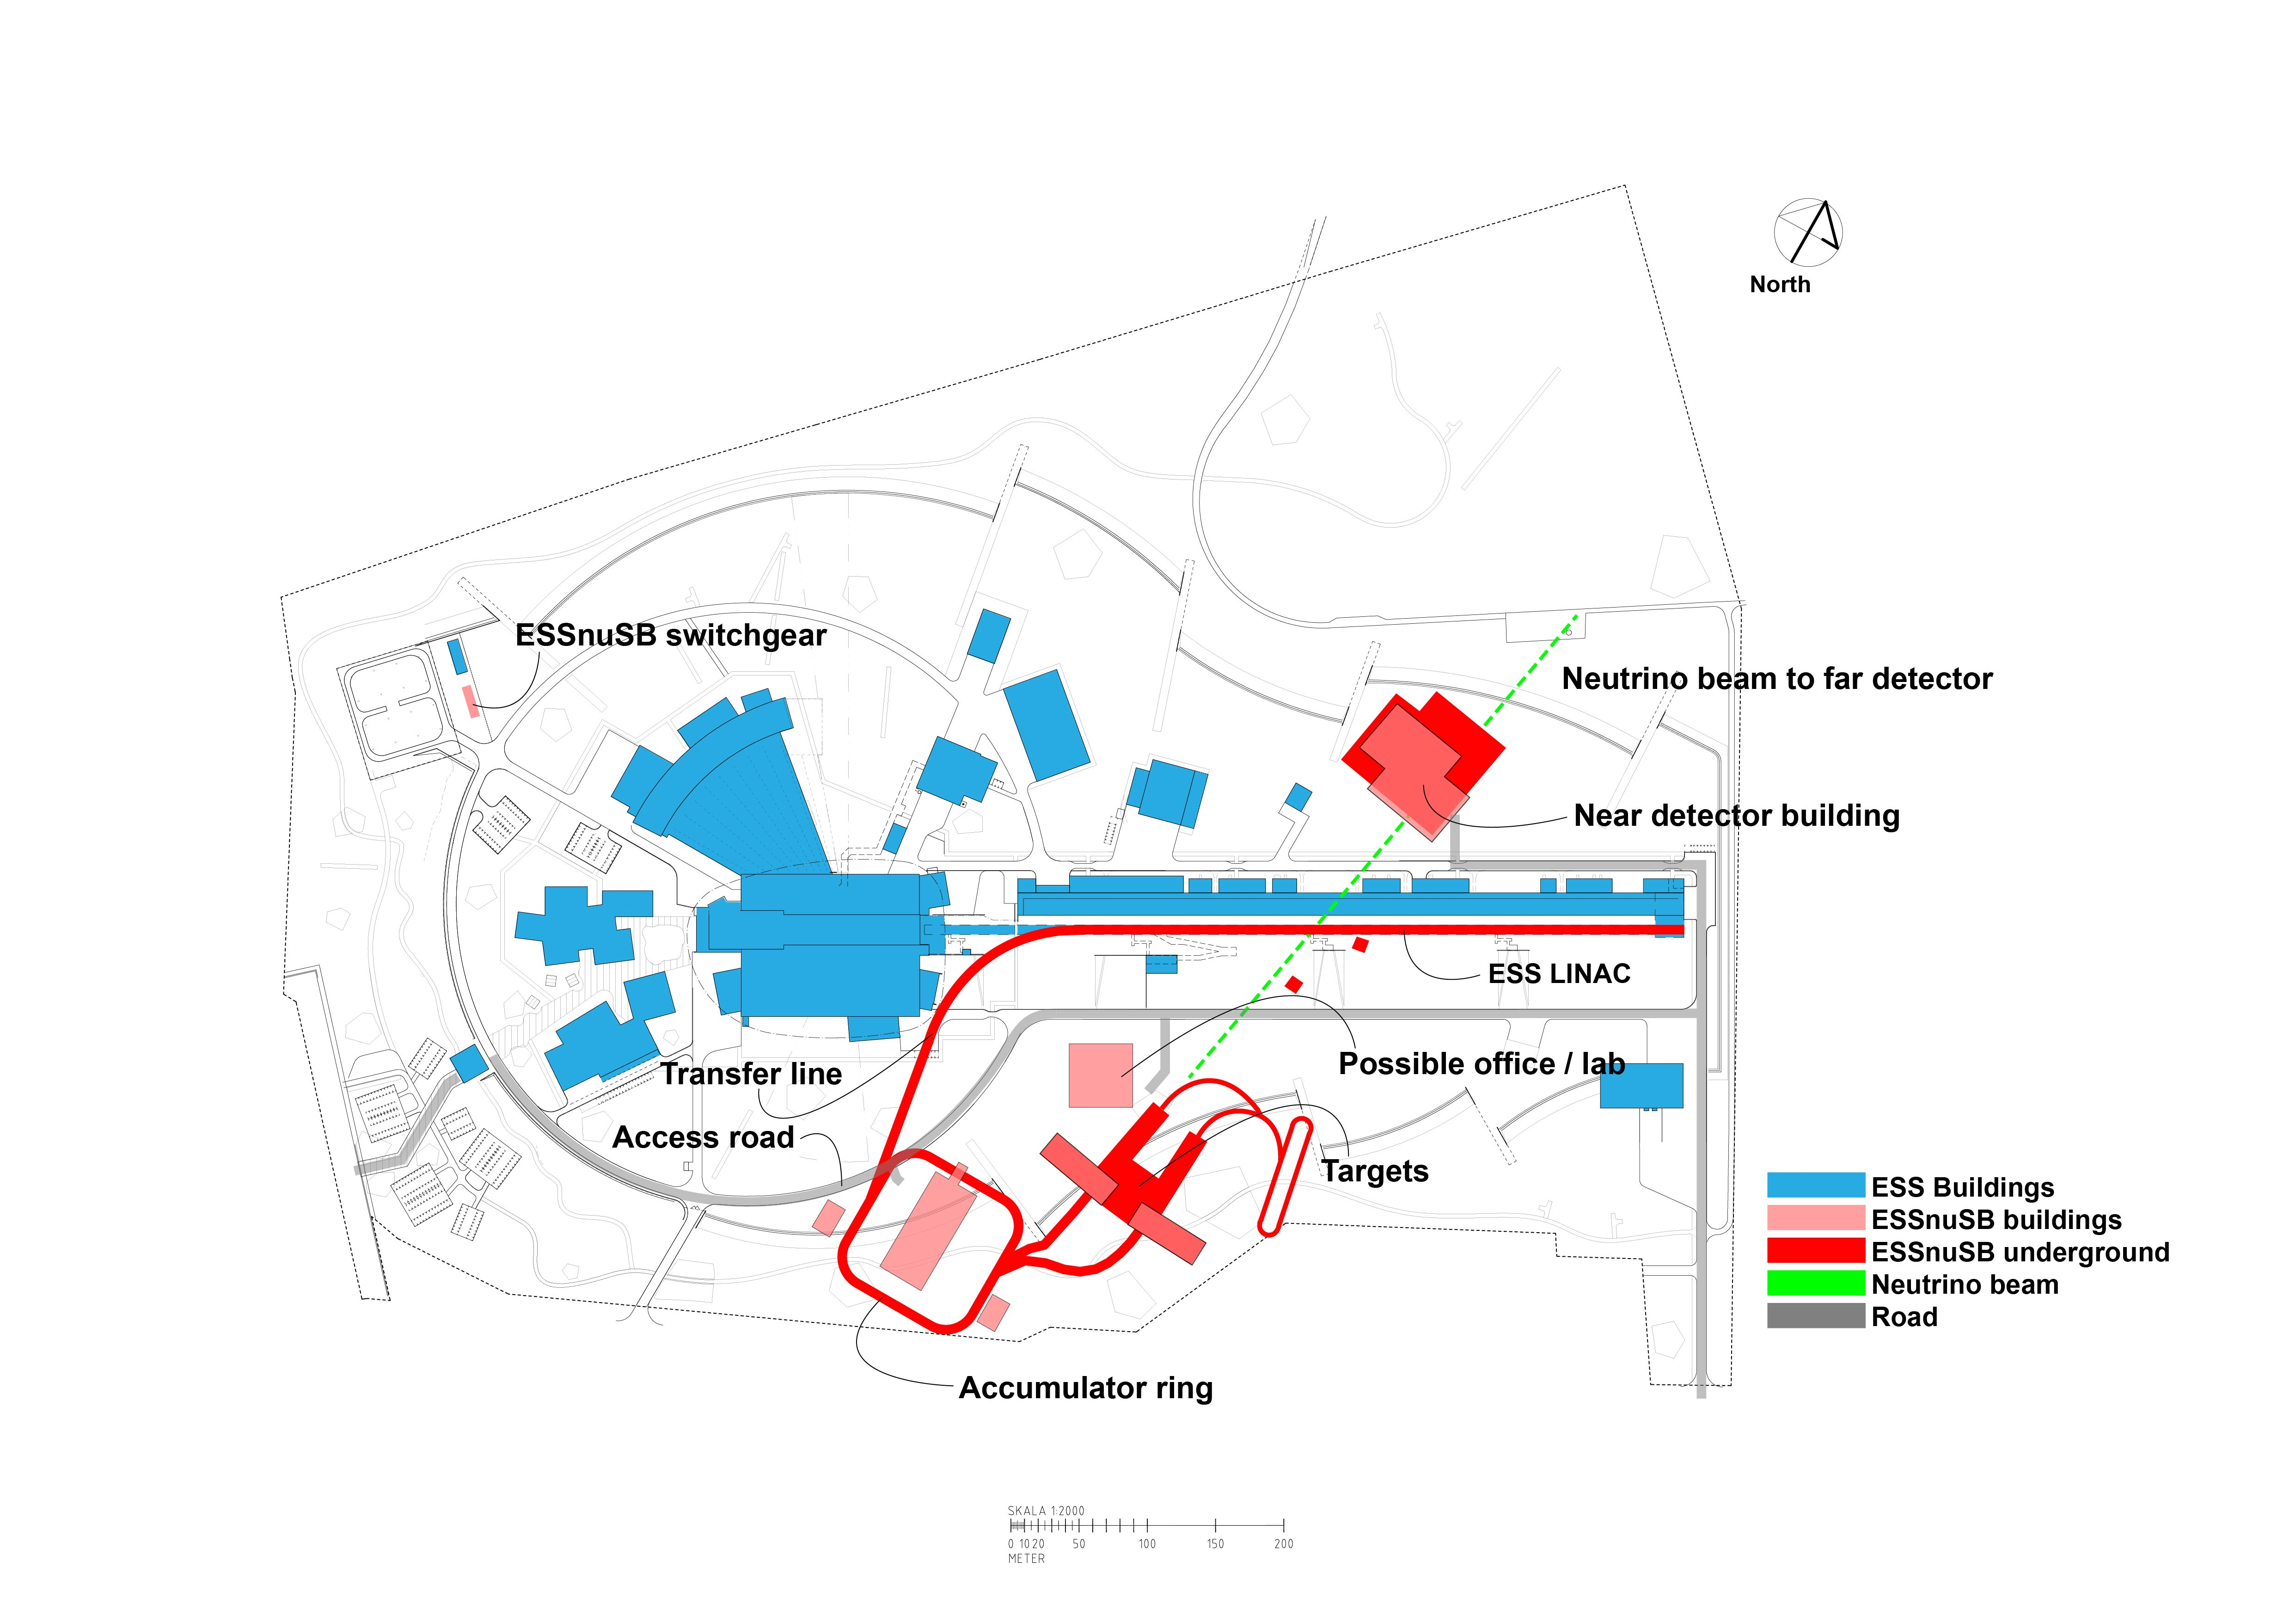 North
ESSnuSB switchgear
Neutrino beam to far detector
Near detector building
ESS LINAC
Possible office / lab
Transfer line
Access road
Targets
Accumulator ring
ESS Buildings
ESSnuSB buildings
ESSnuSB underground
Neutrino beam
Road
SKALA 1:2000
0 10 20 50 100 150 200
METER